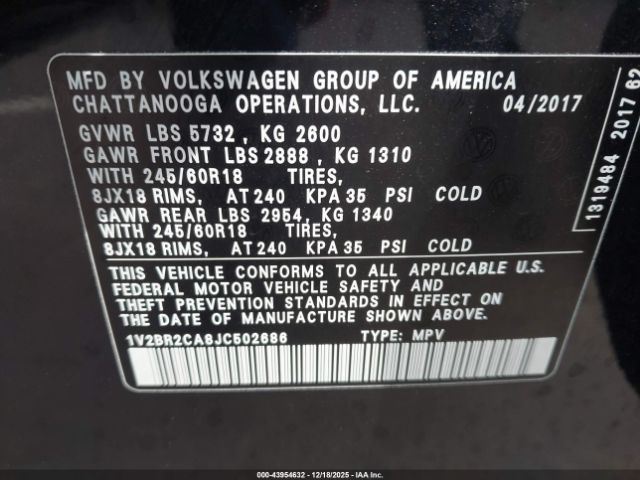 MFD BY VOLKSWAGEN GROUP OF AMERICA
CHATTANOOGA OPERATIONS, LLC. 04/2017
GVWR LBS 5732 , KG 2600
GAWR FRONT LBS 2888 , KG 1310
WITH 245/60R18 TIRES,
8JX18 RIMS, AT 240 KPA 35 PSI COLD
GAWR REAR LBS 2954, KG 1340
WITH 245/60R18 TIRES,
8JX18 RIMS, AT 240 KPA 35 PSI COLD
THIS VEHICLE CONFORMS TO ALL APPLICABLE U.S.
FEDERAL MOTOR VEHICLE SAFETY AND
THEFT PREVENTION STANDARDS IN EFFECT ON
THE DATE OF MANUFACTURE SHOWN ABOVE
1V2BR2CA8JC502686 TYPE: MPV
1319484 2017 62
000-43954632 - 12/18/2025 - IAA Inc.